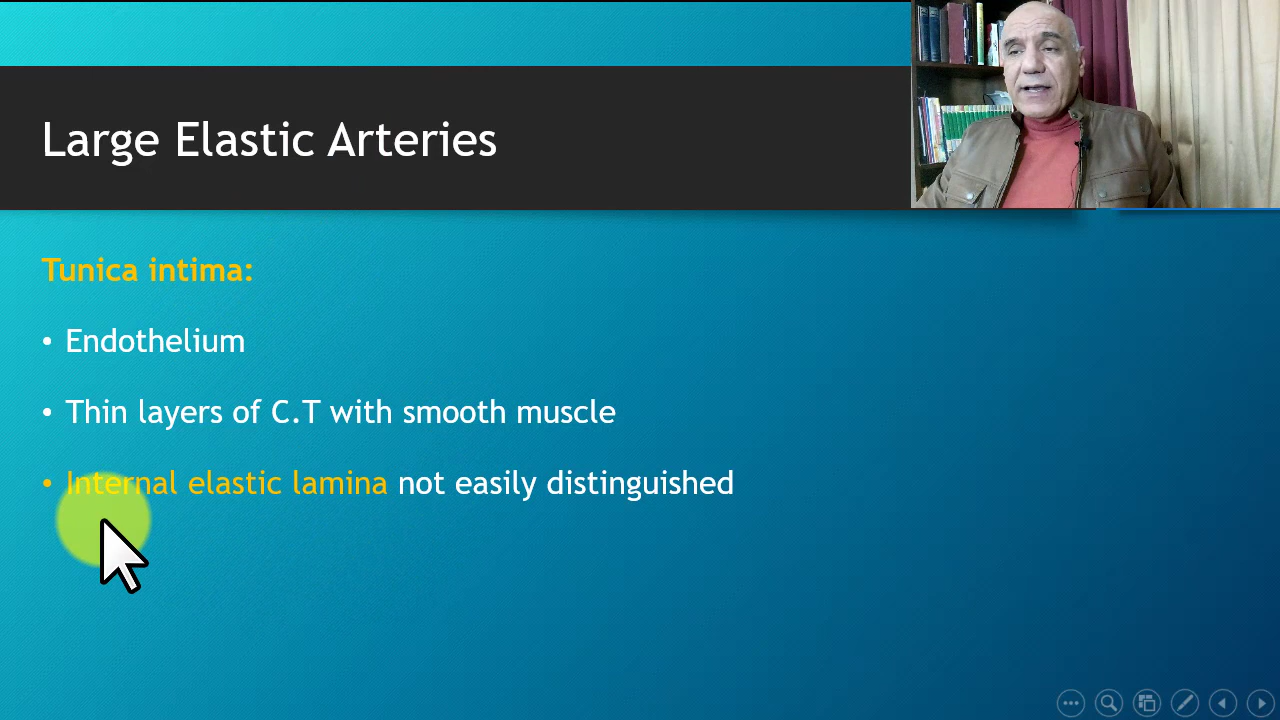 Large Elastic Arteries
Tunica intima:
• Endothelium
• Thin layers of C.T with smooth muscle
• Internal elastic lamina not easily distinguished